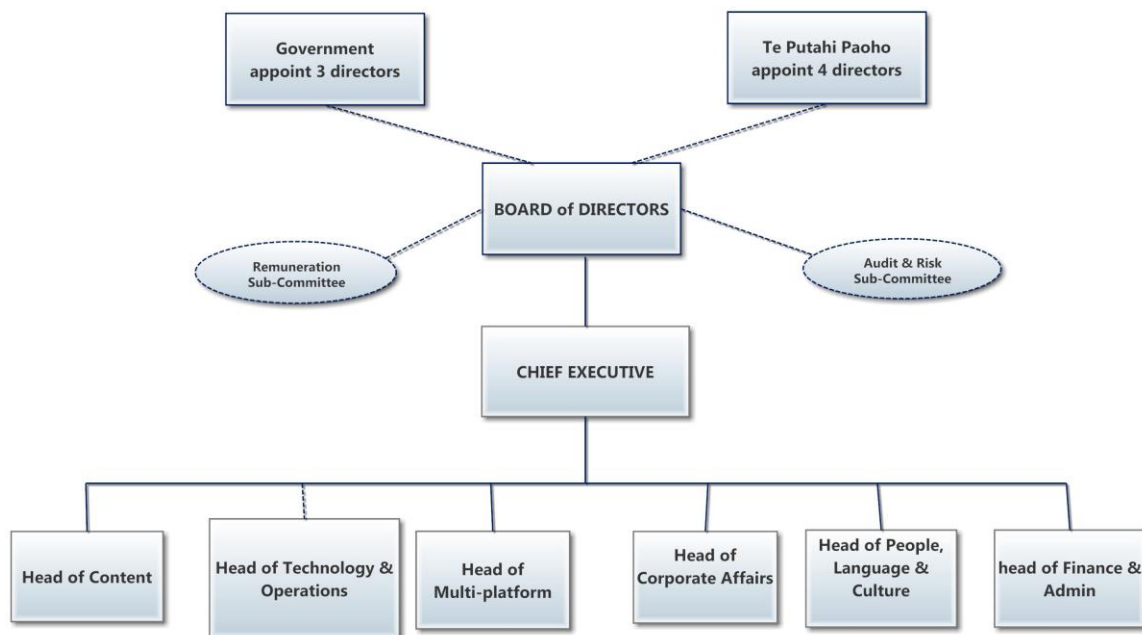 Government
appoint 3 directors
Te Putahi Paoho
appoint 4 directors
BOARD of DIRECTORS
Remuneration
Sub-Committee
Audit & Risk
Sub-Committee
CHIEF EXECUTIVE
Head of Content
Head of Technology &
Operations
Head of
Multi-platform
Head of
Corporate Affairs
Head of People,
Language &
Culture
head of Finance &
Admin